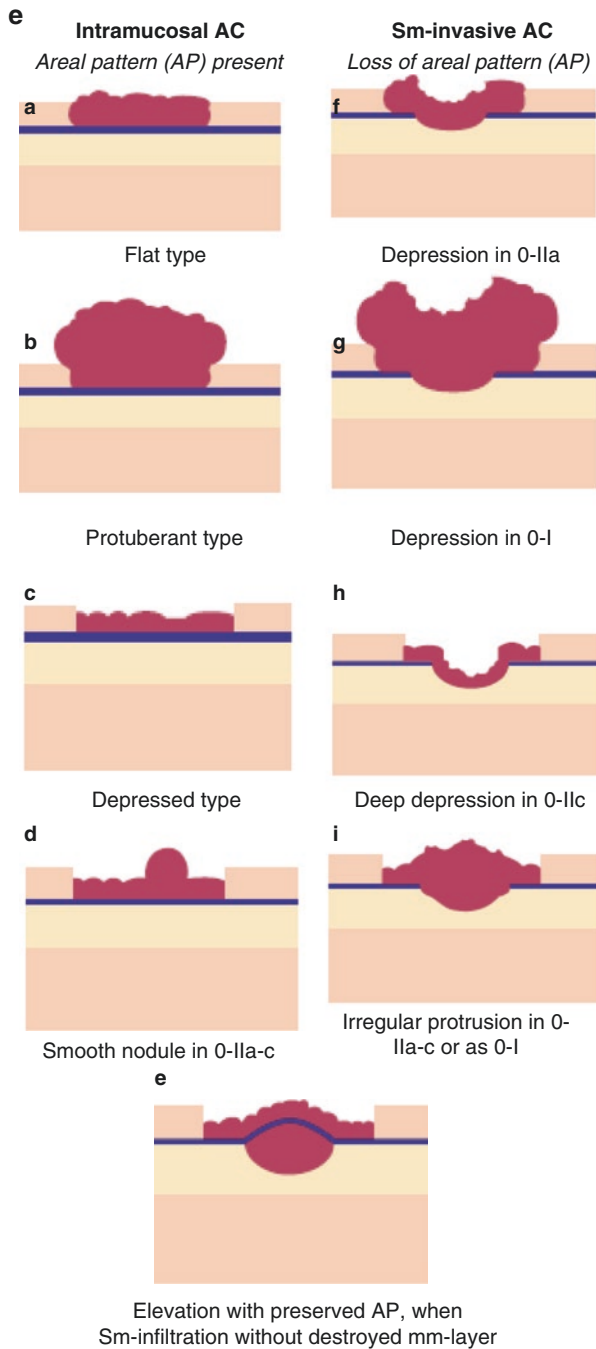 e
Intramucosal AC
Areal pattern (AP) present
Sm-invasive AC
Loss of areal pattern (AP)
a
Flat type
f
Depression in 0-IIa
b
Protuberant type
g
Depression in 0-I
c
Depressed type
h
Deep depression in 0-IIc
d
Smooth nodule in 0-IIa-c
i
Irregular protrusion in 0-
IIa-c or as 0-I
e
Elevation with preserved AP, when
Sm-infiltration without destroyed mm-layer